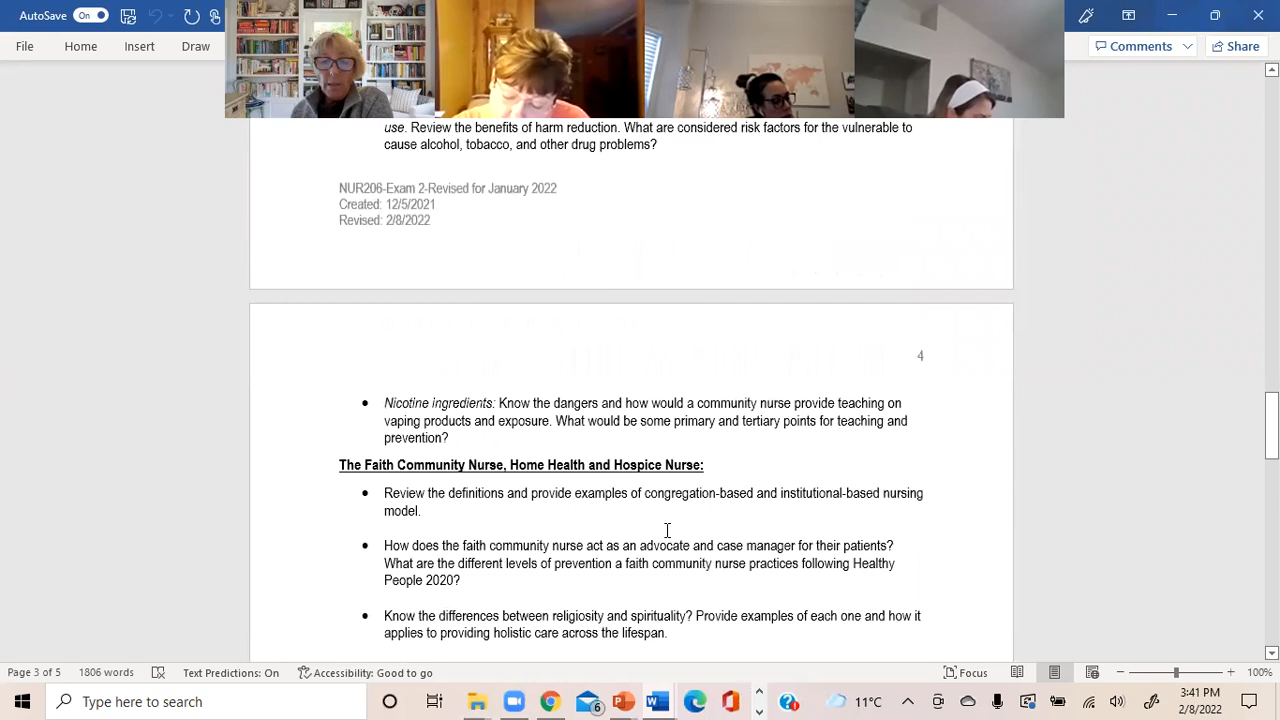 AutoSave On
File Home Insert Draw
Comments Share
use. Review the benefits of harm reduction. What are considered risk factors for the vulnerable to
cause alcohol, tobacco, and other drug problems?
NUR206-Exam 2-Revised for January 2022
Created: 12/5/2021
Revised: 2/8/2022
4
• Nicotine ingredients: Know the dangers and how would a community nurse provide teaching on
vaping products and exposure. What would be some primary and tertiary points for teaching and
prevention?
The Faith Community Nurse, Home Health and Hospice Nurse:
• Review the definitions and provide examples of congregation-based and institutional-based nursing
model.
• How does the faith community nurse act as an advocate and case manager for their patients?
What are the different levels of prevention a faith community nurse practices following Healthy
People 2020?
• Know the differences between religiosity and spirituality? Provide examples of each one and how it
applies to providing holistic care across the lifespan.
Page 3 of 5 1806 words Text Predictions: On Accessibility: Good to go Focus 100%
Type here to search 6 11°C 3:41 PM
2/8/2022